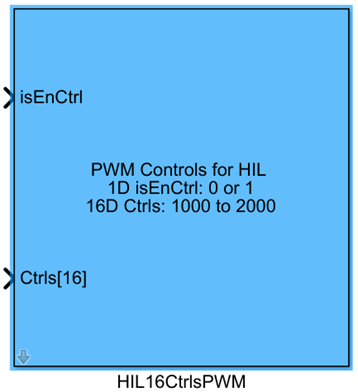 isEnCtrl
PWM Controls for HIL
1D isEnCtrl: 0 or 1
16D Ctrls: 1000 to 2000
Ctrls[16]
HIL16CtrlsPWM